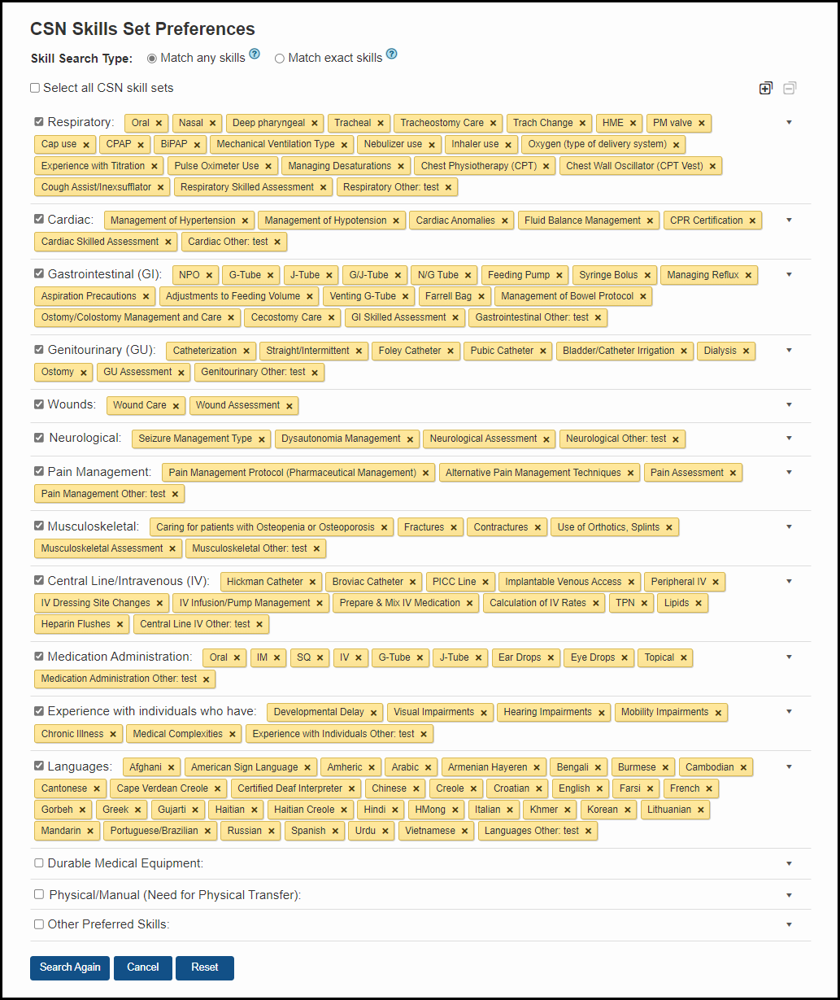 CSN Skills Set Preferences
Skill Search Type: Match any skills ? Match exact skills ?
Select all CSN skill sets
Respiratory: Oral × Nasal × Deep pharyngeal × Tracheal × Tracheostomy Care × Trach Change × HME × PM valve ×
Cap use × CPAP × BiPAP × Mechanical Ventilation Type × Nebulizer use × Inhaler use × Oxygen (type of delivery system) ×
Experience with Titration × Pulse Oximeter Use × Managing Desaturations × Chest Physiotherapy (CPT) × Chest Wall Oscillator (CPT Vest) ×
Cough Assist/Inexsufflator × Respiratory Skilled Assessment × Respiratory Other: test ×
Cardiac: Management of Hypertension × Management of Hypotension × Cardiac Anomalies × Fluid Balance Management × CPR Certification ×
Cardiac Skilled Assessment × Cardiac Other: test ×
Gastrointestinal (GI): NPO × G-Tube × J-Tube × G/J-Tube × N/G Tube × Feeding Pump × Syringe Bolus × Managing Reflux ×
Aspiration Precautions × Adjustments to Feeding Volume × Venting G-Tube × Farrell Bag × Management of Bowel Protocol ×
Ostomy/Colostomy Management and Care × Cecostomy Care × GI Skilled Assessment × Gastrointestinal Other: test ×
Genitourinary (GU): Catheterization × Straight/Intermittent × Foley Catheter × Pubic Catheter × Bladder/Catheter Irrigation × Dialysis ×
Ostomy × GU Assessment × Genitourinary Other: test ×
Wounds: Wound Care × Wound Assessment ×
Neurological: Seizure Management Type × Dysautonomia Management × Neurological Assessment × Neurological Other: test ×
Pain Management: Pain Management Protocol (Pharmaceutical Management) × Alternative Pain Management Techniques × Pain Assessment ×
Pain Management Other: test ×
Musculoskeletal: Caring for patients with Osteopenia or Osteoporosis × Fractures × Contractures × Use of Orthotics, Splints ×
Musculoskeletal Assessment × Musculoskeletal Other: test ×
Central Line/Intravenous (IV): Hickman Catheter × Broviac Catheter × PICC Line × Implantable Venous Access × Peripheral IV ×
IV Dressing Site Changes × IV Infusion/Pump Management × Prepare & Mix IV Medication × Calculation of IV Rates × TPN × Lipids ×
Heparin Flushes × Central Line IV Other: test ×
Medication Administration: Oral × IM × SQ × IV × G-Tube × J-Tube × Ear Drops × Eye Drops × Topical ×
Medication Administration Other: test ×
Experience with individuals who have: Developmental Delay × Visual Impairments × Hearing Impairments × Mobility Impairments ×
Chronic Illness × Medical Complexities × Experience with Individuals Other: test ×
Languages: Afghani × American Sign Language × Amheric × Arabic × Armenian Hayeren × Bengali × Burmese × Cambodian ×
Cantonese × Cape Verdean Creole × Certified Deaf Interpreter × Chinese × Creole × Croatian × English × Farsi × French ×
Gorbeh × Greek × Gujarti × Haitian × Haitian Creole × Hindi × HMong × Italian × Khmer × Korean × Lithuanian ×
Mandarin × Portuguese/Brazilian × Russian × Spanish × Urdu × Vietnamese × Languages Other: test ×
Durable Medical Equipment:
Physical/Manual (Need for Physical Transfer):
Other Preferred Skills:
Search Again Cancel Reset